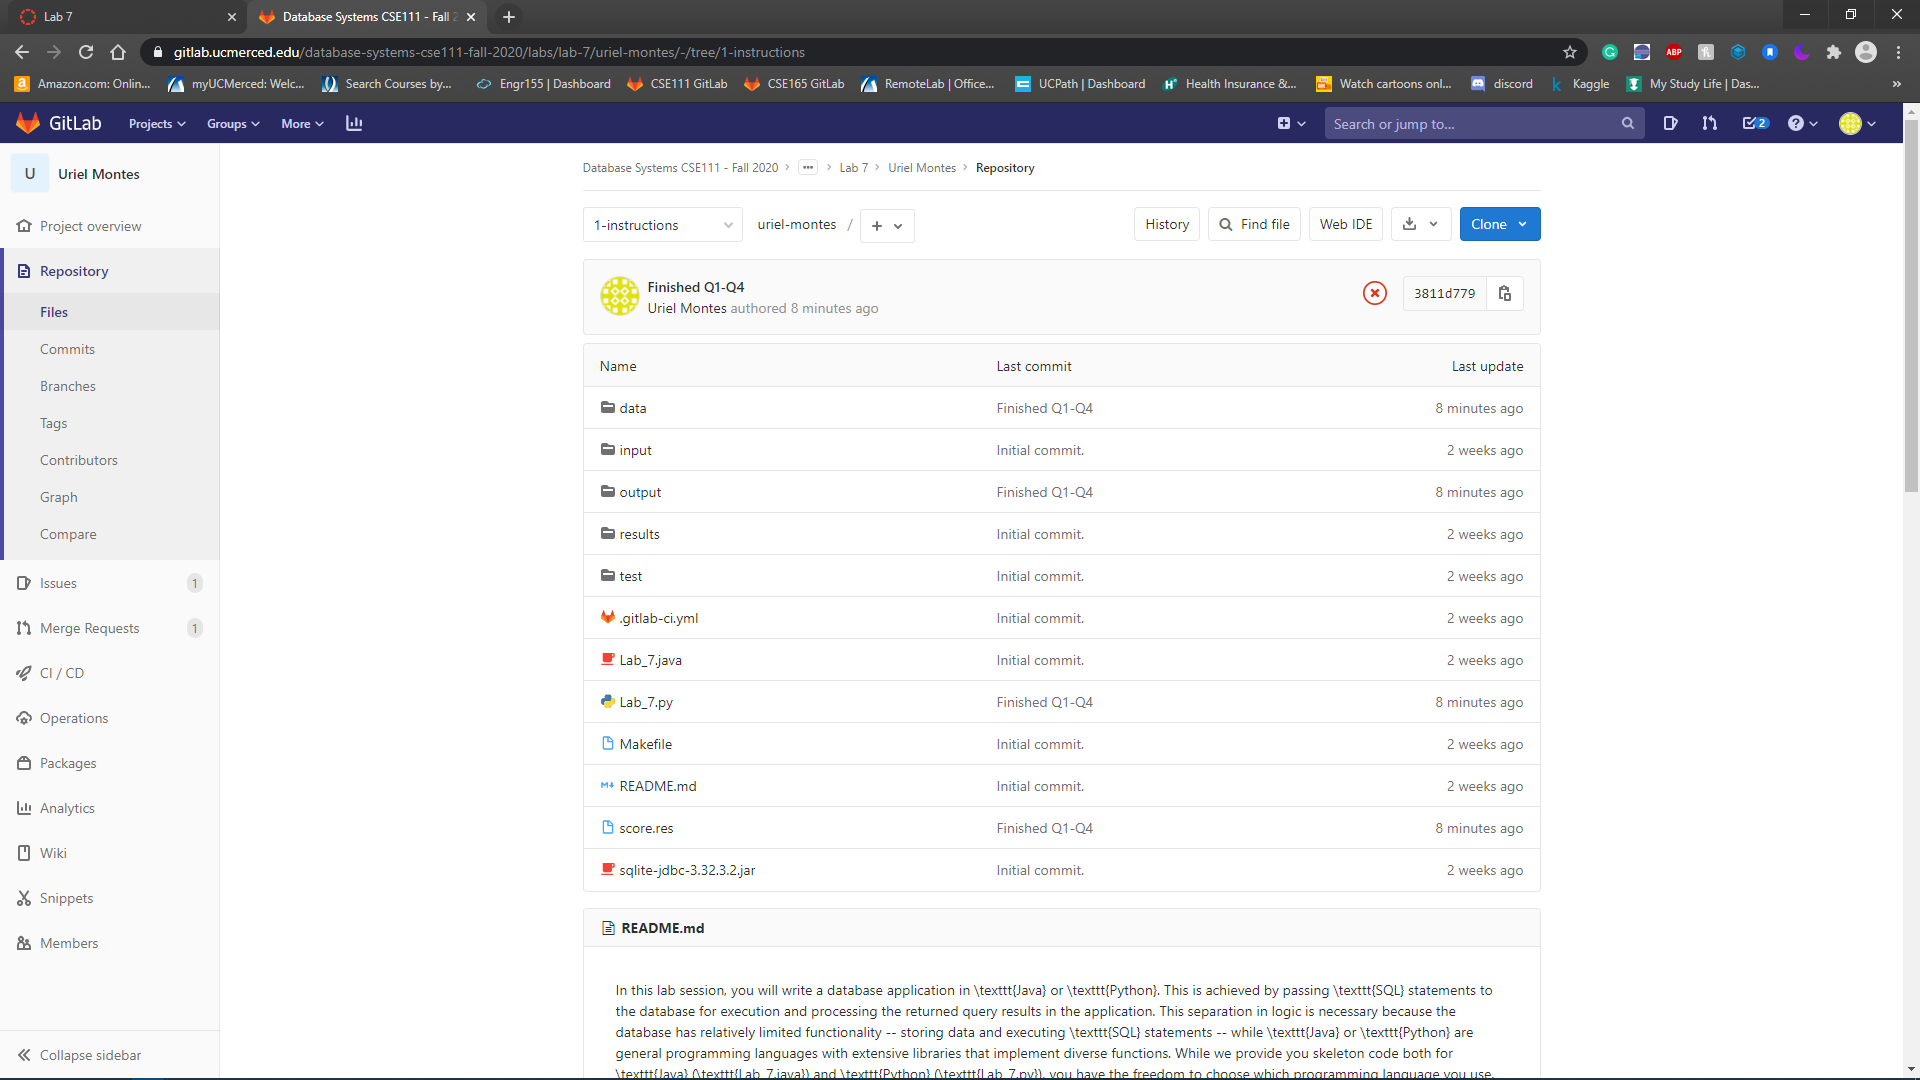 Lab 7
Database Systems CSE111 - Fall 2
gitlab.ucmerced.edu/database-systems-cse111-fall-2020/labs/lab-7/uriel-montes/-/tree/1-instructions
ABP
Amazon.com: Onlin...
myUCMerced: Welc...
Search Courses by...
Engr155 | Dashboard
CSE111 GitLab
CSE165 GitLab
RemoteLab | Office...
UCPath | Dashboard
Health Insurance &...
Watch cartoons onl...
discord
Kaggle
My Study Life | Das...
GitLab
Projects
Groups
More
Search or jump to...
2
U
Uriel Montes
Project overview
Repository
Files
Commits
Branches
Tags
Contributors
Graph
Compare
Issues 1
Merge Requests 1
CI / CD
Operations
Packages
Analytics
Wiki
Snippets
Members
Collapse sidebar
Database Systems CSE111 - Fall 2020 > ... > Lab 7 > Uriel Montes > Repository
1-instructions
uriel-montes /
+
History
Find file
Web IDE
Clone
Finished Q1-Q4
Uriel Montes authored 8 minutes ago
3811d779
Name Last commit Last update
data Finished Q1-Q4 8 minutes ago
input Initial commit. 2 weeks ago
output Finished Q1-Q4 8 minutes ago
results Initial commit. 2 weeks ago
test Initial commit. 2 weeks ago
.gitlab-ci.yml Initial commit. 2 weeks ago
Lab_7.java Initial commit. 2 weeks ago
Lab_7.py Finished Q1-Q4 8 minutes ago
Makefile Initial commit. 2 weeks ago
README.md Initial commit. 2 weeks ago
score.res Finished Q1-Q4 8 minutes ago
sqlite-jdbc-3.32.3.2.jar Initial commit. 2 weeks ago
README.md
In this lab session, you will write a database application in \texttt{Java} or \texttt{Python}. This is achieved by passing \texttt{SQL} statements to
the database for execution and processing the returned query results in the application. This separation in logic is necessary because the
database has relatively limited functionality -- storing data and executing \texttt{SQL} statements -- while \texttt{Java} or \texttt{Python} are
general programming languages with extensive libraries that implement diverse functions. While we provide you skeleton code both for
\texttt{Java} (\texttt{Lab_7.java}) and \texttt{Python} (\texttt{Lab_7.py}), you have the freedom to choose which programming language you use.